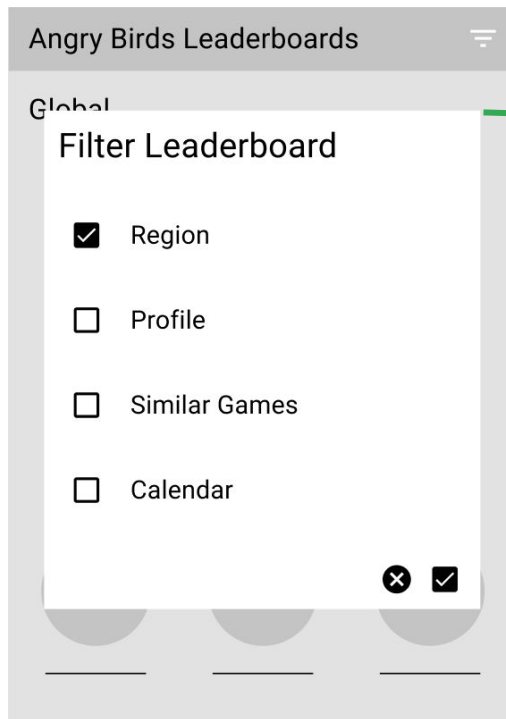 Angry Birds Leaderboards
Global
Filter Leaderboard
Region
Profile
Similar Games
Calendar